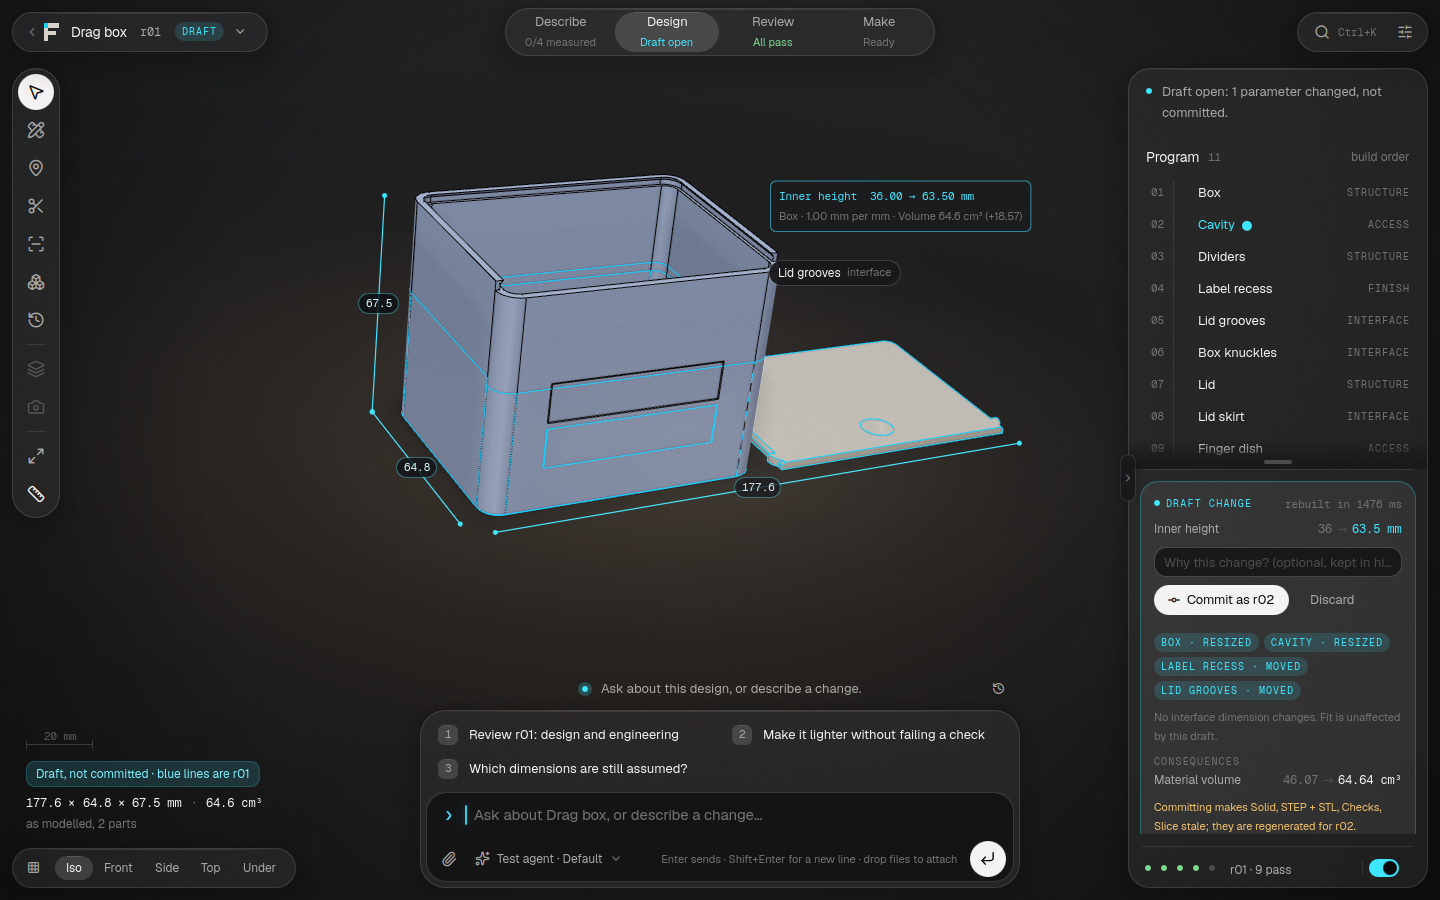 Drag box r01 DRAFT
Describe
0/4 measured
Design
Draft open
Review
All pass
Make
Ready
Ctrl+K
Draft open: 1 parameter changed, not
committed.
Program 11 build order
01 Box STRUCTURE
02 Cavity ACCESS
03 Dividers STRUCTURE
04 Label recess FINISH
05 Lid grooves INTERFACE
06 Box knuckles INTERFACE
07 Lid STRUCTURE
08 Lid skirt INTERFACE
09 Finger dish ACCESS
Inner height 36.00 → 63.50 mm
Box · 1.00 mm per mm · Volume 64.6 cm³ (+18.57)
Lid grooves interface
67.5
64.8
177.6
DRAFT CHANGE rebuilt in 1476 ms
Inner height 36 → 63.5 mm
Why this change? (optional, kept in hi…
Commit as r02 Discard
BOX · RESIZED CAVITY · RESIZED
LABEL RECESS · MOVED
LID GROOVES · MOVED
No interface dimension changes. Fit is unaffected
by this draft.
CONSEQUENCES
Material volume 46.07 → 64.64 cm³
Committing makes Solid, STEP + STL, Checks,
Slice stale; they are regenerated for r02.
r01 · 9 pass
Ask about this design, or describe a change.
1 Review r01: design and engineering
2 Make it lighter without failing a check
3 Which dimensions are still assumed?
Ask about Drag box, or describe a change…
Test agent · Default
Enter sends · Shift+Enter for a new line · drop files to attach
20 mm
Draft, not committed · blue lines are r01
177.6 × 64.8 × 67.5 mm · 64.6 cm³
as modelled, 2 parts
Iso Front Side Top Under